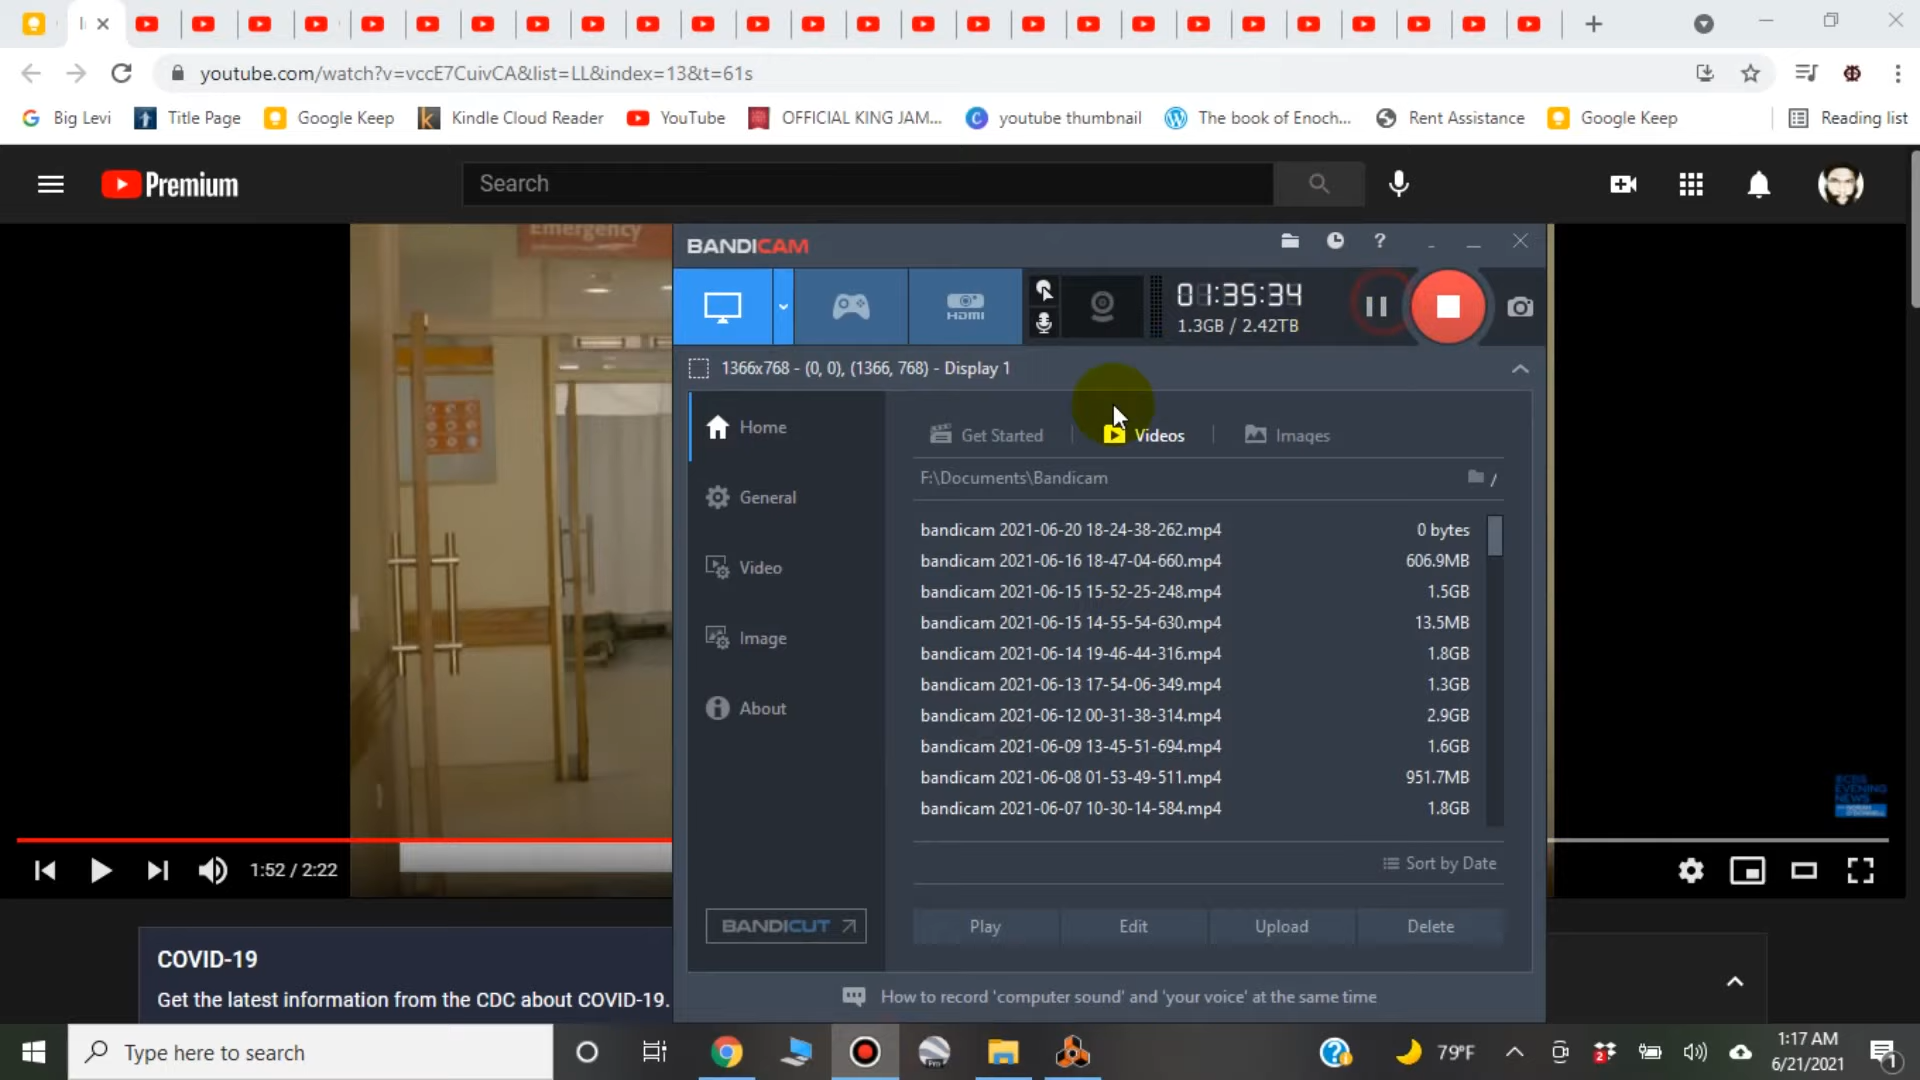 youtube.com/watch?v=vccE7CuivCA&list=LL&index=13&t=61s
Big Levi
Title Page
Google Keep
Kindle Cloud Reader
YouTube
OFFICIAL KING JAM...
youtube thumbnail
The book of Enoch...
Rent Assistance
Google Keep
Reading list
Premium
Search
Emergency
BANDICAM
HDMI
01:35:34
1.3GB / 2.42TB
1366x768 - (0, 0), (1366, 768) - Display 1
Home
General
Video
Image
About
Get Started
Videos
Images
F:\Documents\Bandicam
/
bandicam 2021-06-20 18-24-38-262.mp4 0 bytes
bandicam 2021-06-16 18-47-04-660.mp4 606.9MB
bandicam 2021-06-15 15-52-25-248.mp4 1.5GB
bandicam 2021-06-15 14-55-54-630.mp4 13.5MB
bandicam 2021-06-14 19-46-44-316.mp4 1.8GB
bandicam 2021-06-13 17-54-06-349.mp4 1.3GB
bandicam 2021-06-12 00-31-38-314.mp4 2.9GB
bandicam 2021-06-09 13-45-51-694.mp4 1.6GB
bandicam 2021-06-08 01-53-49-511.mp4 951.7MB
bandicam 2021-06-07 10-30-14-584.mp4 1.8GB
Sort by Date
BANDICUT
Play
Edit
Upload
Delete
How to record 'computer sound' and 'your voice' at the same time
CBS
EVENING
NEWS
1:52 / 2:22
COVID-19
Get the latest information from the CDC about COVID-19.
Type here to search
79°F
1:17 AM
6/21/2021